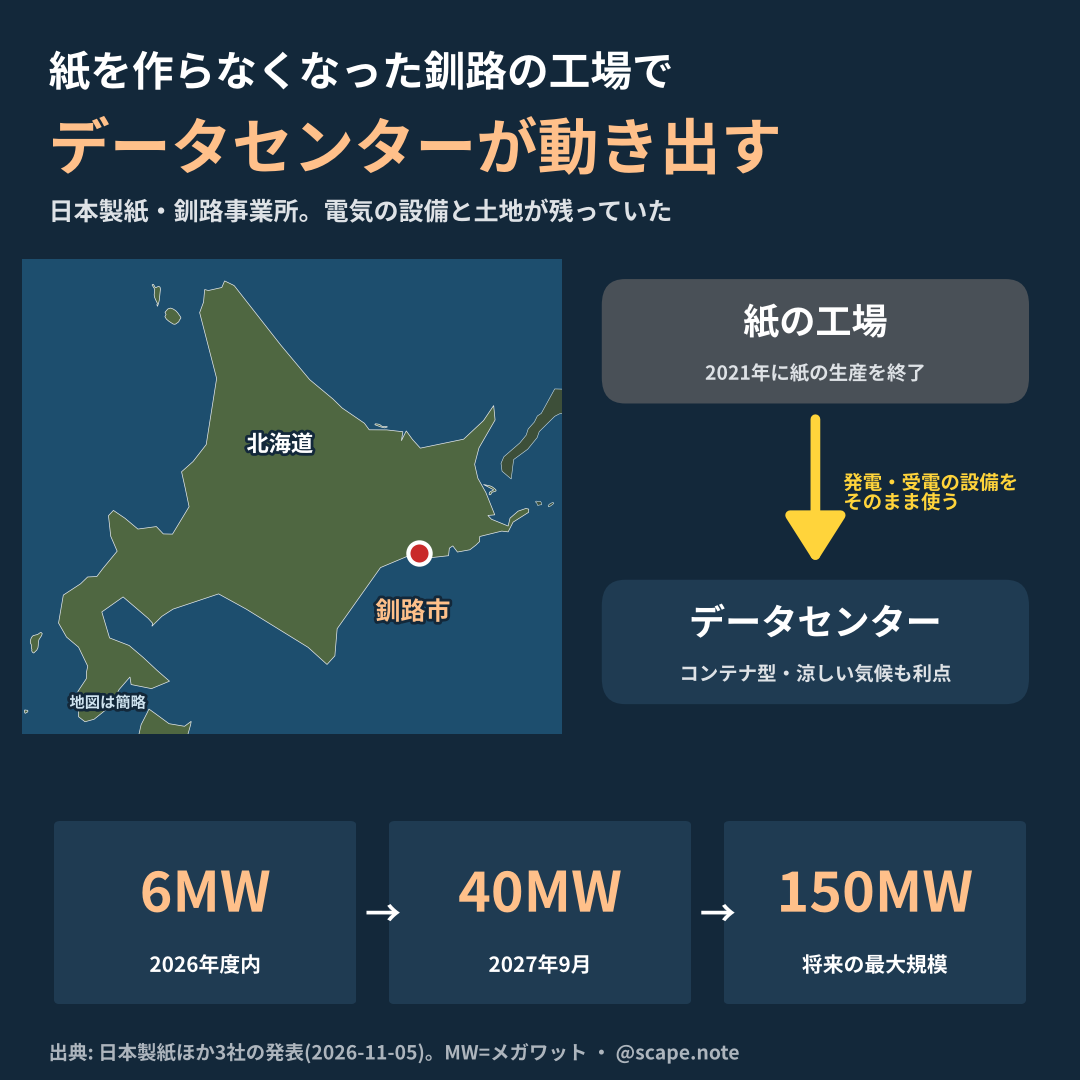 紙を作らなくなった釧路の工場で
データセンターが動き出す
日本製紙・釧路事業所。電気の設備と土地が残っていた
北海道
釧路市
地図は簡略
紙の工場
2021年に紙の生産を終了
発電・受電の設備を
そのまま使う
データセンター
コンテナ型・涼しい気候も利点
6MW
2026年度内
→
40MW
2027年9月
→
150MW
将来の最大規模
出典: 日本製紙ほか3社の発表(2026-11-05)。MW=メガワット ・ @scape.note